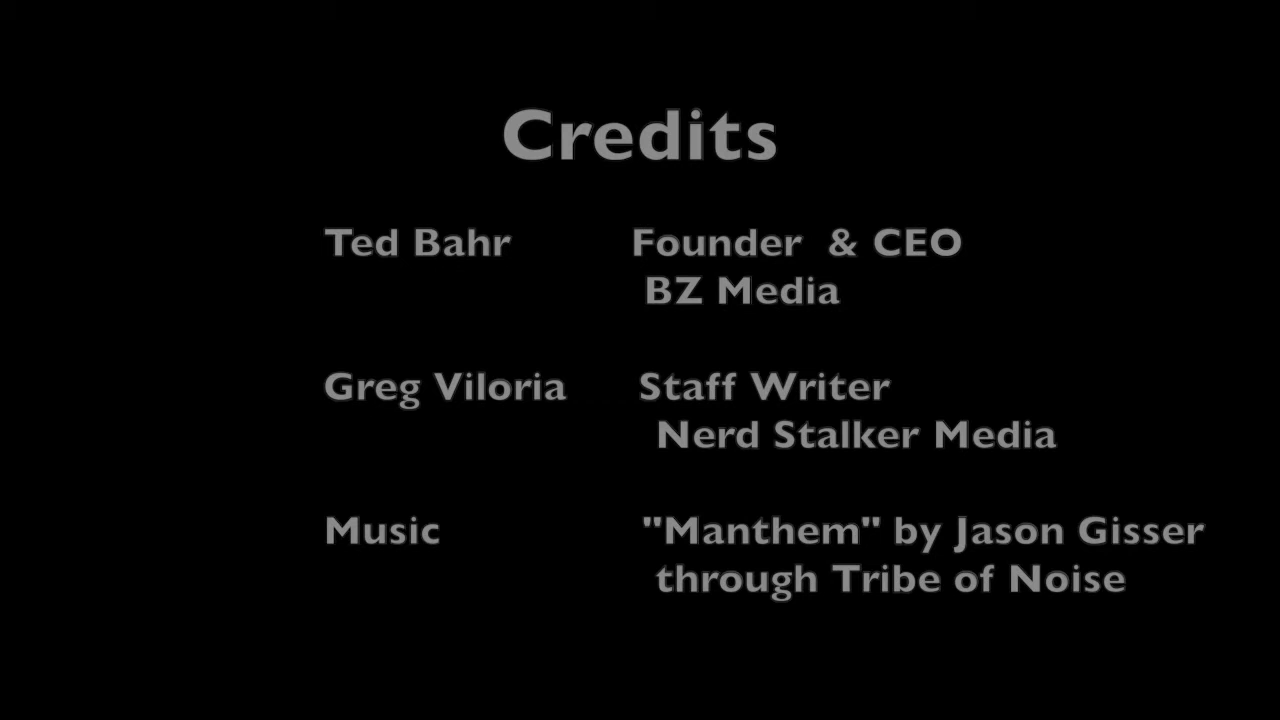 Credits
Ted Bahr Founder & CEO
BZ Media
Greg Viloria Staff Writer
Nerd Stalker Media
Music "Manthem" by Jason Gisser
through Tribe of Noise